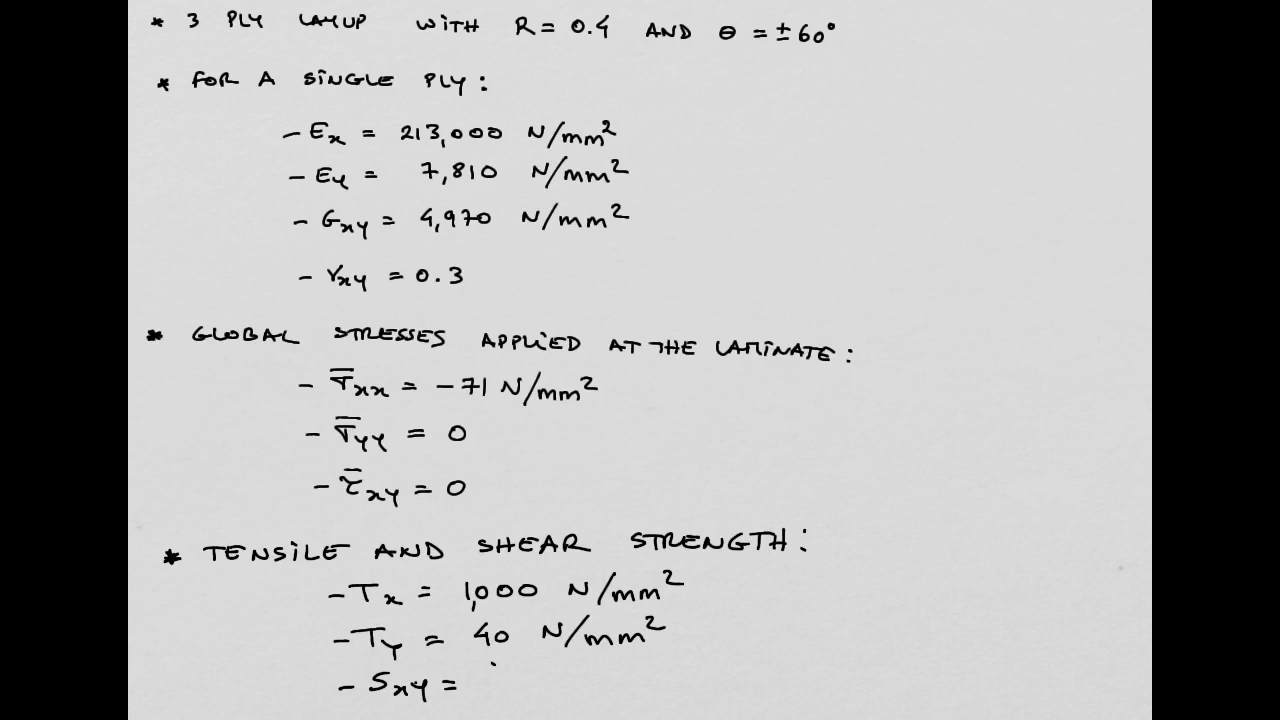 * 3 PLY LAYUP WITH R = 0.4 AND θ = ± 60°
* FOR A SINGLE PLY:
- Ex = 213,000 N/mm²
- Ey = 7,810 N/mm²
- Gxy = 4,970 N/mm²
- νxy = 0.3
* GLOBAL STRESSES APPLIED AT THE LAMINATE:
- T̅xx = -71 N/mm²
- T̅yy = 0
- τ̅xy = 0
* TENSILE AND SHEAR STRENGTH:
- Tx = 1,000 N/mm²
- Ty = 40 N/mm²
- Sxy =